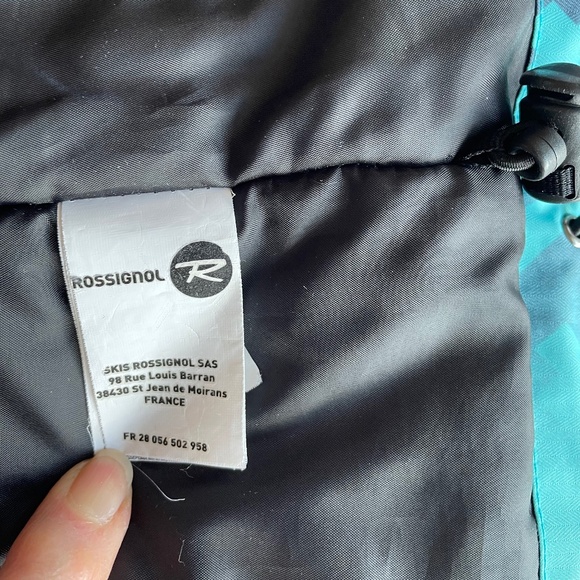 ROSSIGNOL R
SKIS ROSSIGNOL SAS
98 Rue Louis Barran
38430 St Jean de Moirans
FRANCE
FR 28 056 502 958